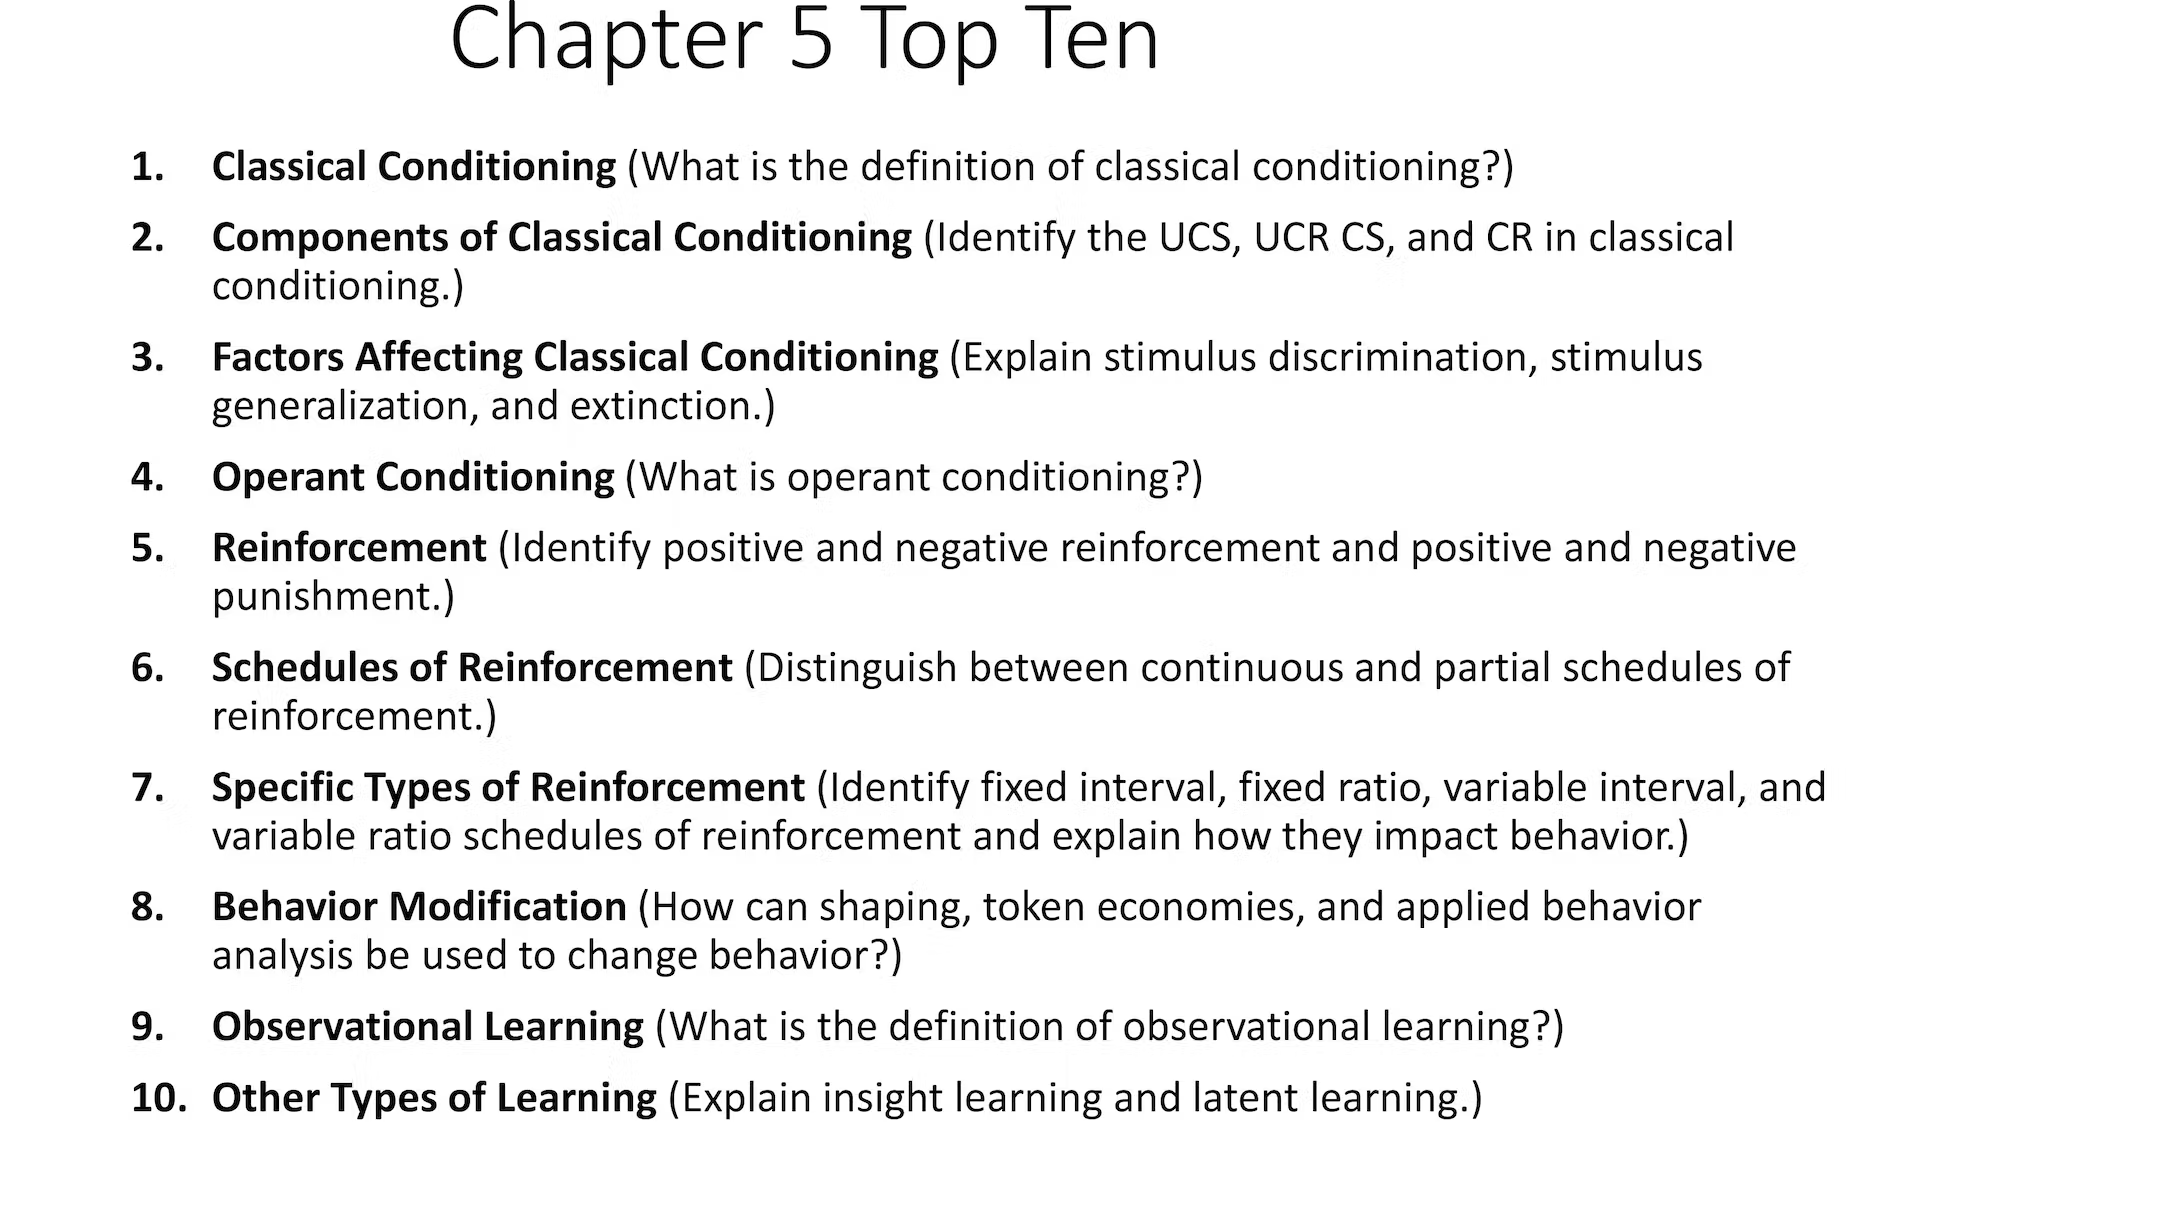 Chapter 5 Top Ten
1. Classical Conditioning (What is the definition of classical conditioning?)
2. Components of Classical Conditioning (Identify the UCS, UCR CS, and CR in classical
conditioning.)
3. Factors Affecting Classical Conditioning (Explain stimulus discrimination, stimulus
generalization, and extinction.)
4. Operant Conditioning (What is operant conditioning?)
5. Reinforcement (Identify positive and negative reinforcement and positive and negative
punishment.)
6. Schedules of Reinforcement (Distinguish between continuous and partial schedules of
reinforcement.)
7. Specific Types of Reinforcement (Identify fixed interval, fixed ratio, variable interval, and
variable ratio schedules of reinforcement and explain how they impact behavior.)
8. Behavior Modification (How can shaping, token economies, and applied behavior
analysis be used to change behavior?)
9. Observational Learning (What is the definition of observational learning?)
10. Other Types of Learning (Explain insight learning and latent learning.)